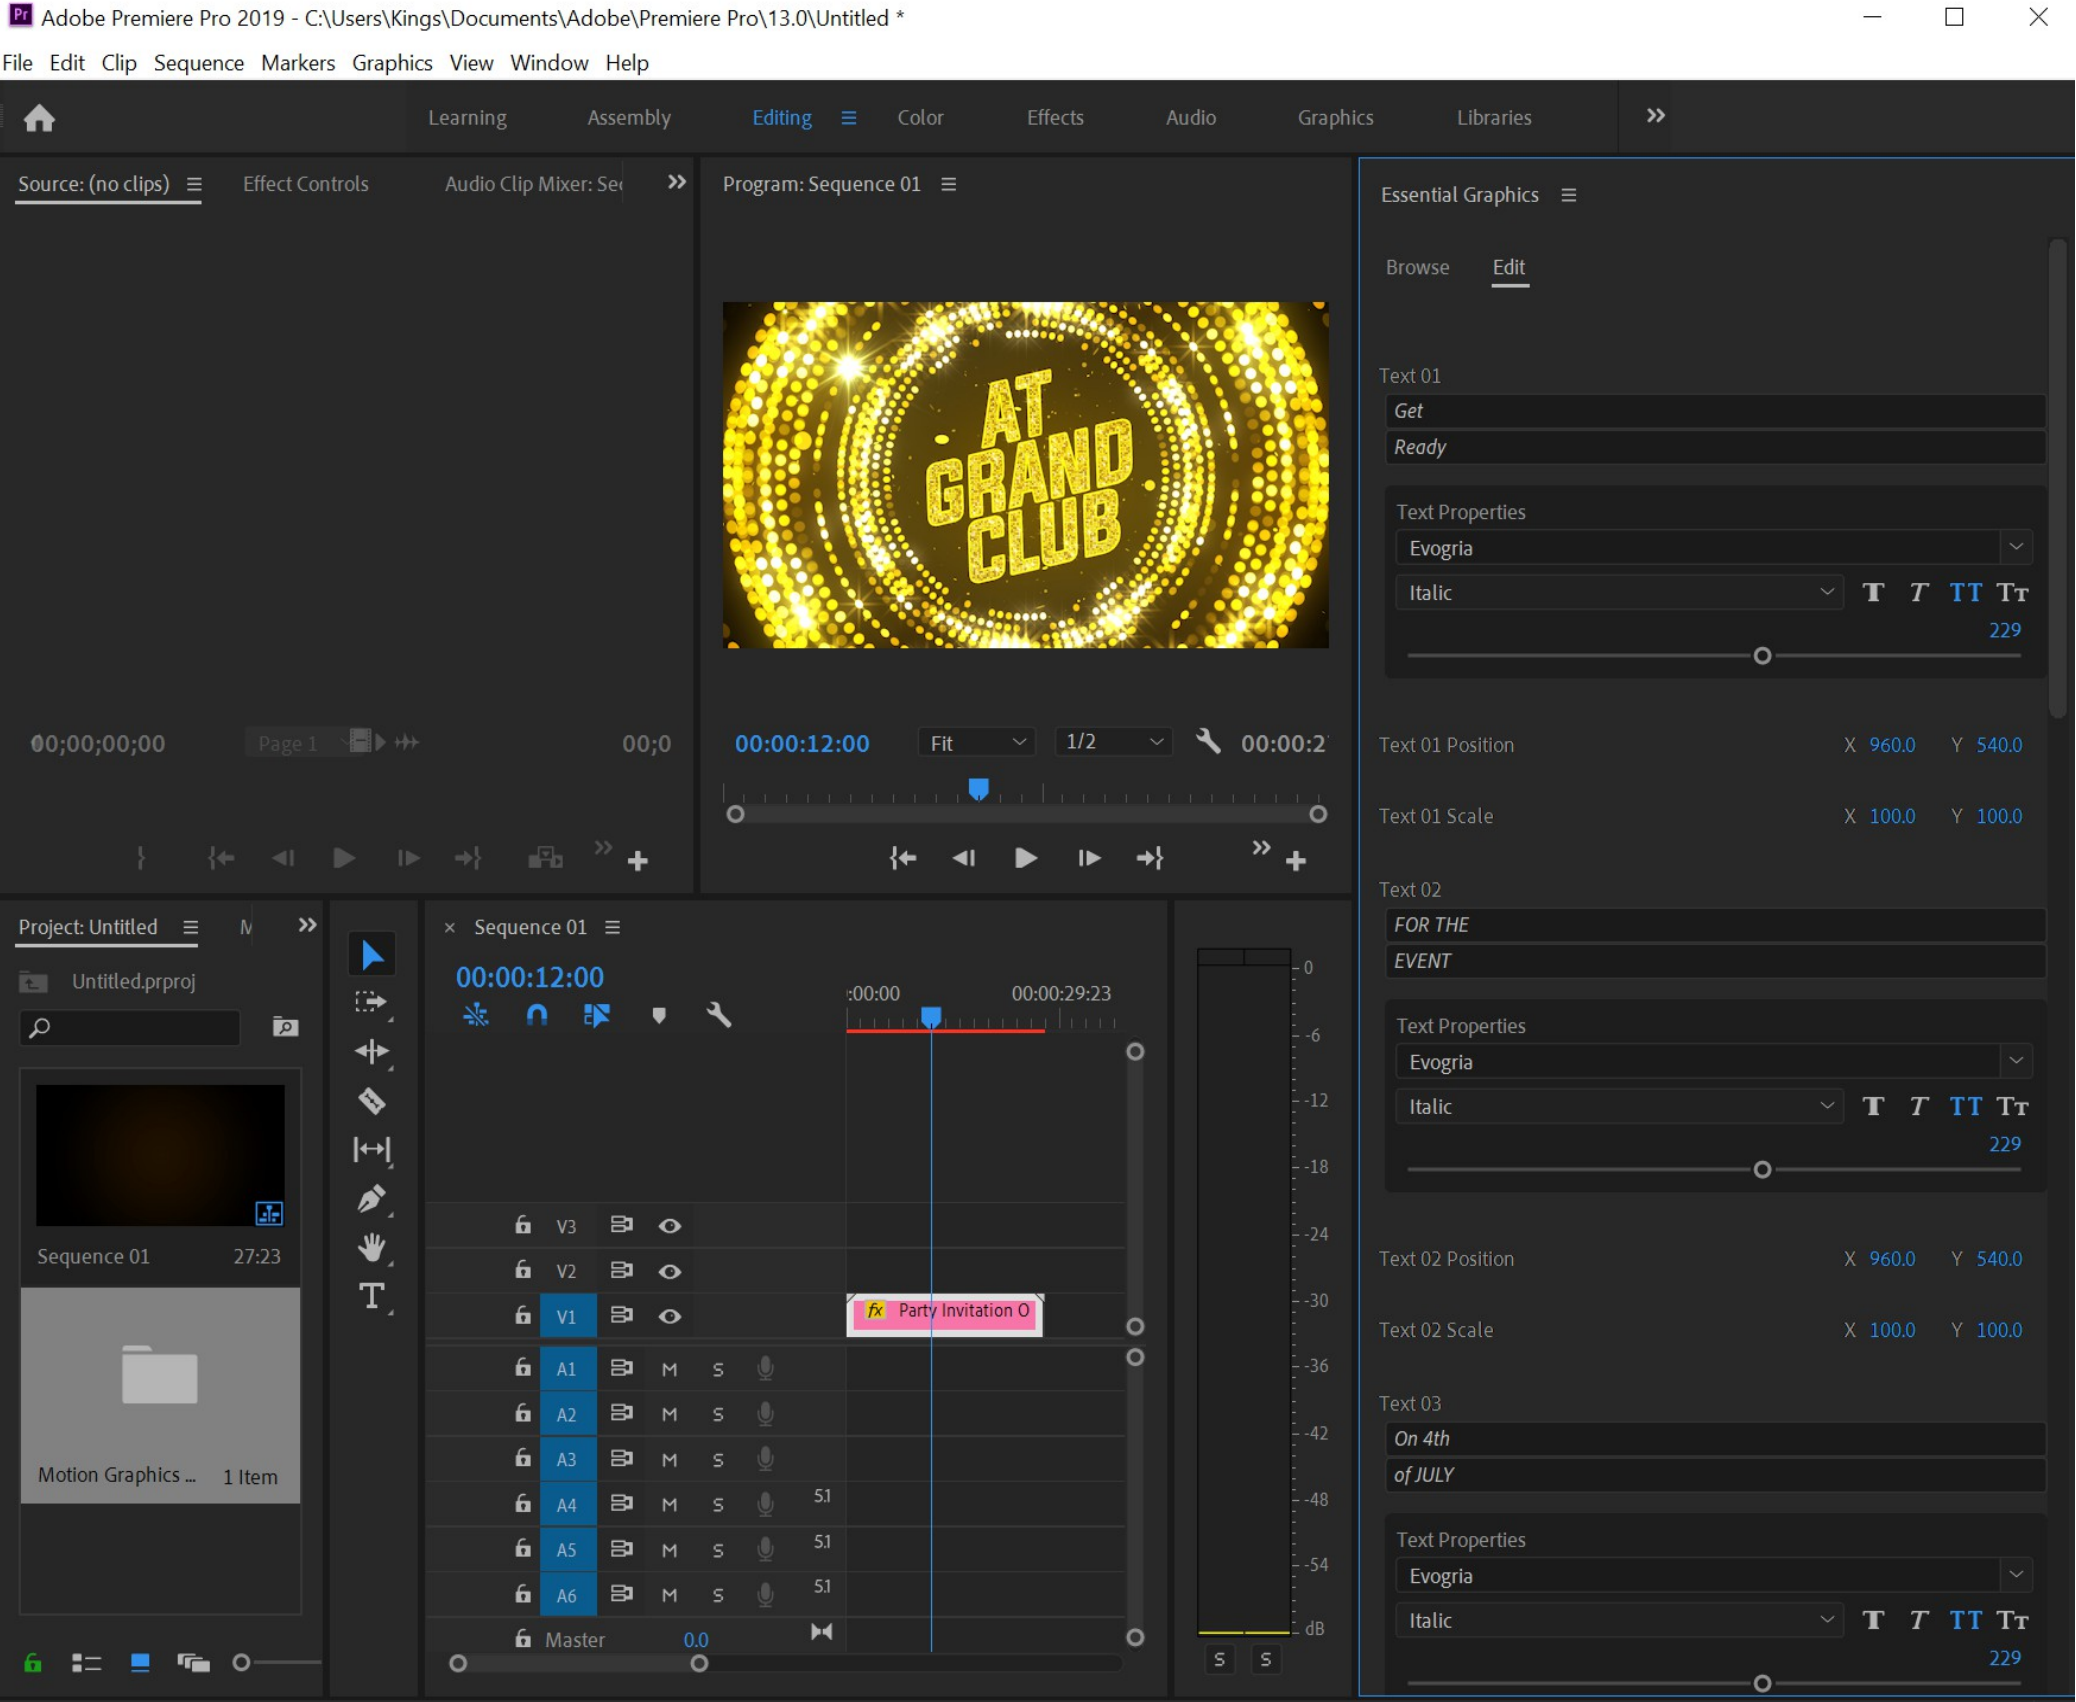 Pr Adobe Premiere Pro 2019 - C:\Users\Kings\Documents\Adobe\Premiere Pro\13.0\Untitled *
File Edit Clip Sequence Markers Graphics View Window Help
Learning Assembly Editing Color Effects Audio Graphics Libraries
Source: (no clips) Effect Controls Audio Clip Mixer: Se
00;00;00;00 Page 1 00;0
Program: Sequence 01
AT
GRAND
CLUB
00:00:12:00 Fit 1/2 00:00:2
Essential Graphics
Browse Edit
Text 01
Get
Ready
Text Properties
Evogria
Italic T T TT Tт
229
Text 01 Position X 960.0 Y 540.0
Text 01 Scale X 100.0 Y 100.0
Text 02
FOR THE
EVENT
Text Properties
Evogria
Italic T T TT Tт
229
Text 02 Position X 960.0 Y 540.0
Text 02 Scale X 100.0 Y 100.0
Text 03
On 4th
of JULY
Text Properties
Evogria
Italic T T TT Tт
229
Project: Untitled M
Untitled.prproj
Sequence 01 27:23
Motion Graphics ... 1 Item
T
× Sequence 01
00:00:12:00
:00:00 00:00:29:23
V3
V2
V1 fx Party Invitation O
A1 M S
A2 M S
A3 M S
A4 M S 5.1
A5 M S 5.1
A6 M S 5.1
Master 0.0
0
-6
-12
-18
-24
-30
-36
-42
-48
-54
dB
S S